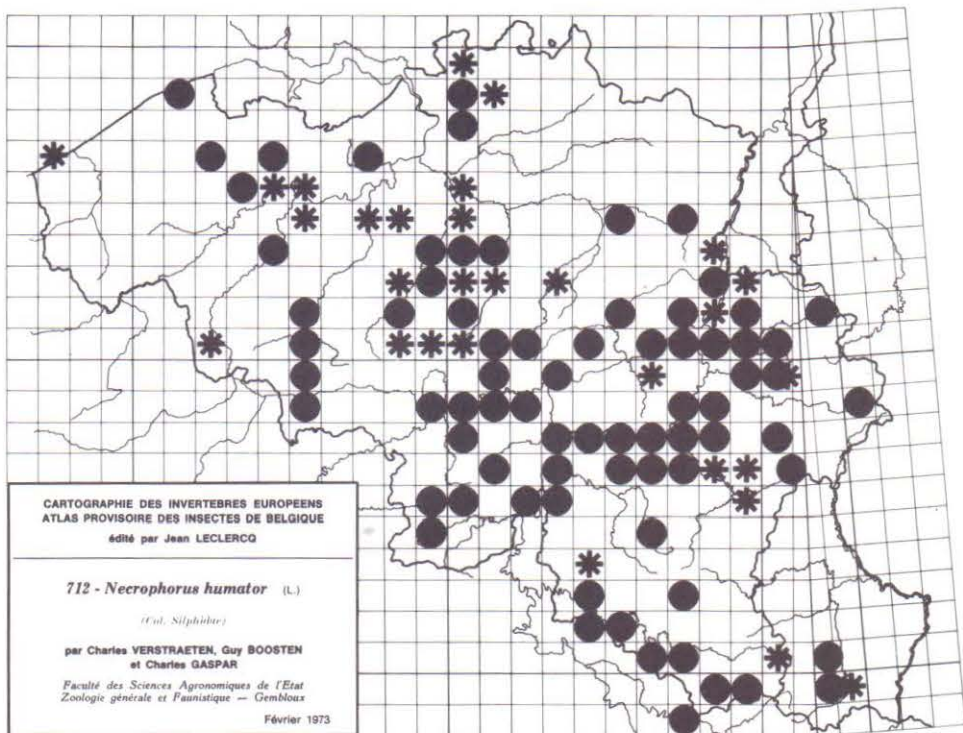 CARTOGRAPHIE DES INVERTEBRES EUROPEENS
ATLAS PROVISOIRE DES INSECTES DE BELGIQUE
édité par Jean LECLERCQ
712 - Necrophorus humator (L.)
(Col. Silphidae)
par Charles VERSTRAETEN, Guy BOOSTEN
et Charles GASPAR
Faculté des Sciences Agronomiques de l'Etat
Zoologie générale et Faunistique — Gembloux
Février 1973